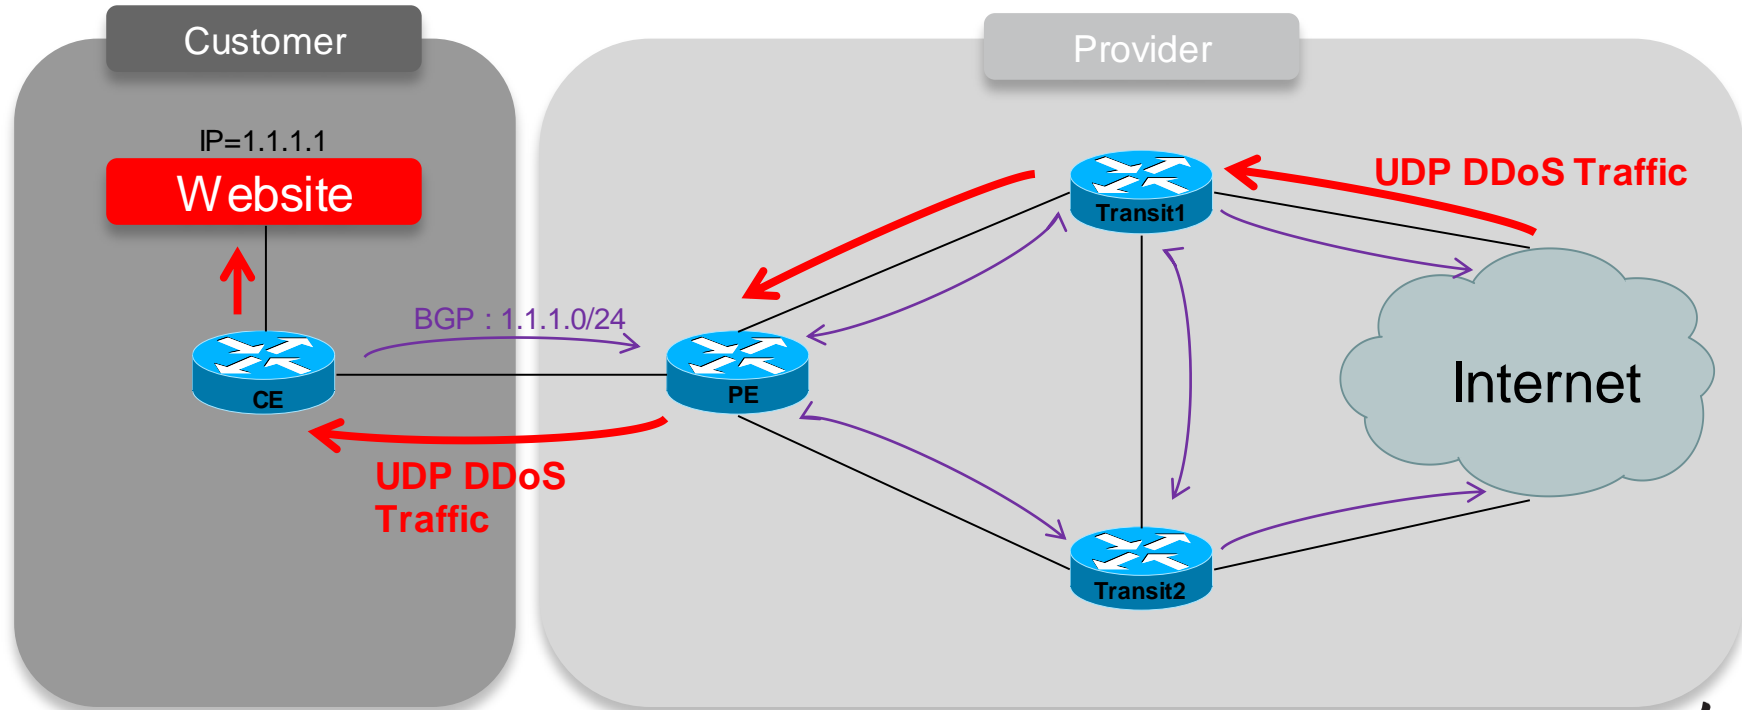 Customer
Provider
IP=1.1.1.1
Website
UDP DDoS Traffic
Transit1
BGP : 1.1.1.0/24
CE
PE
Internet
UDP DDoS
Traffic
Transit2